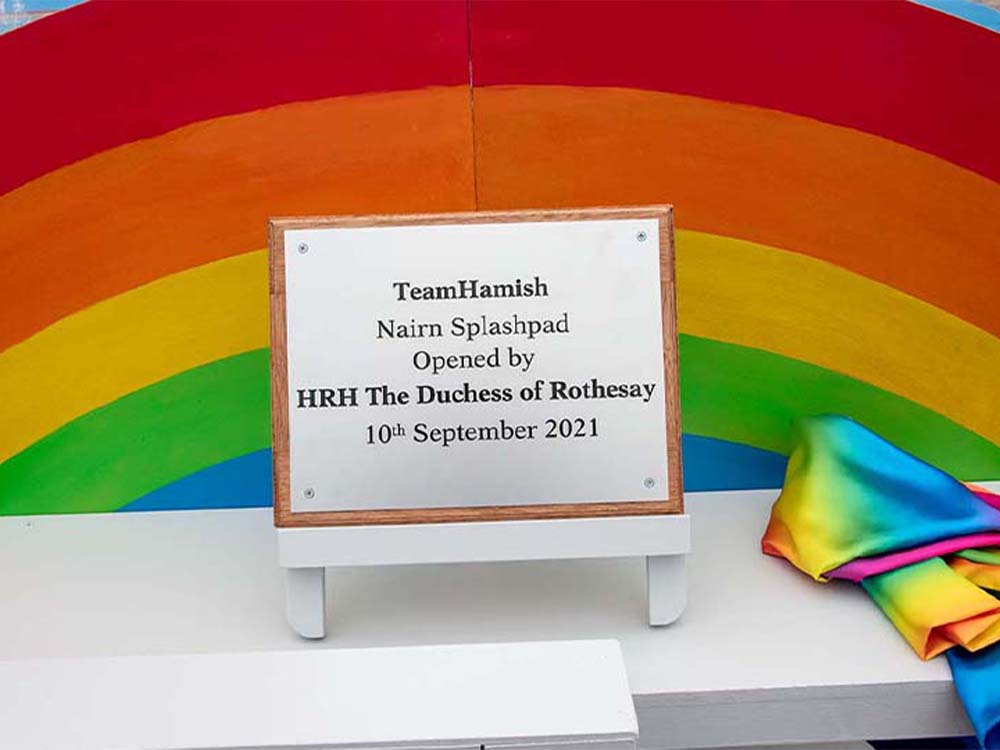 TeamHamish
Nairn Splashpad
Opened by
HRH The Duchess of Rothesay
10th September 2021